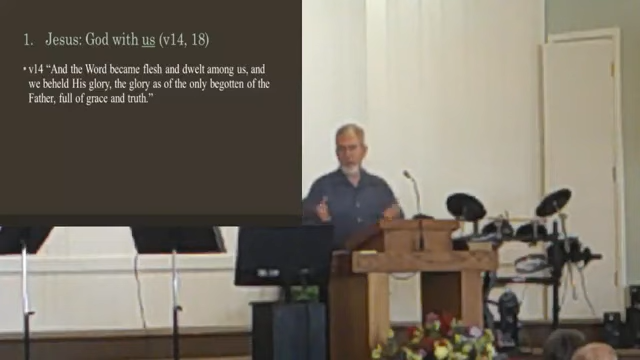 1. Jesus: God with us (v14, 18)
• v14 “And the Word became flesh and dwelt among us, and
we beheld His glory, the glory as of the only begotten of the
Father, full of grace and truth.”